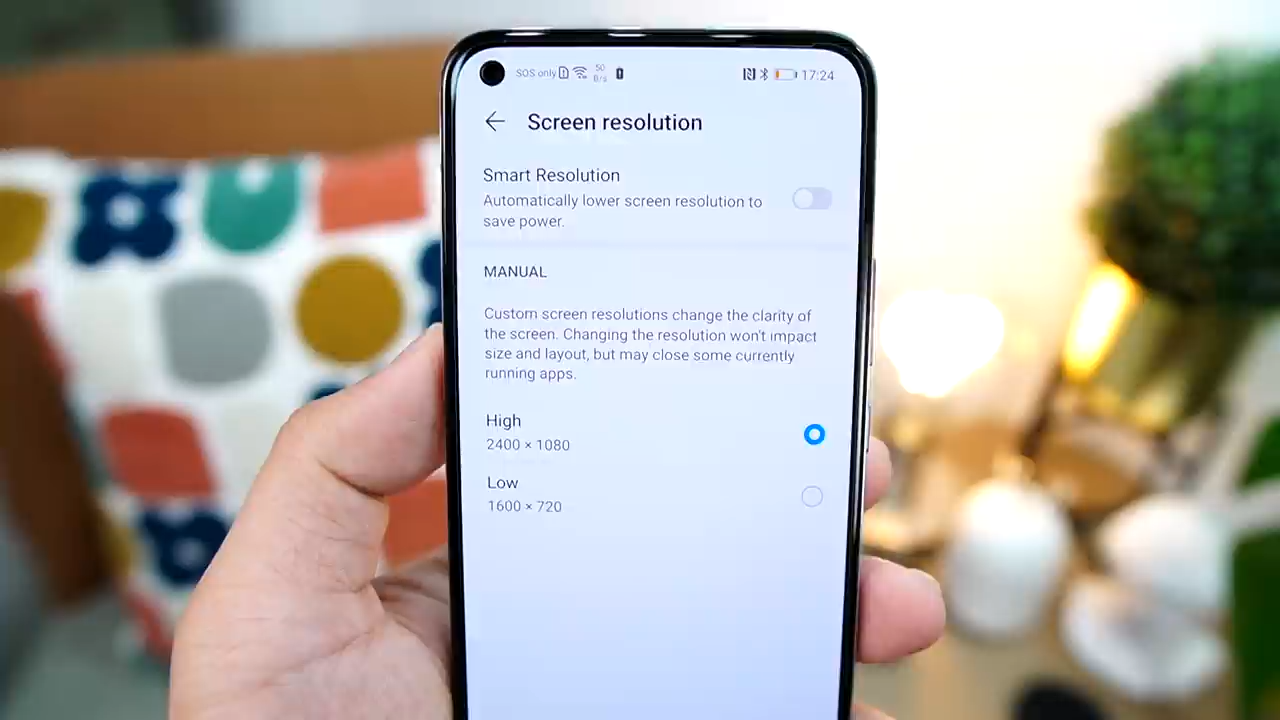 SOS only 50 B/s 17:24
Screen resolution
Smart Resolution
Automatically lower screen resolution to
save power.
MANUAL
Custom screen resolutions change the clarity of
the screen. Changing the resolution won't impact
size and layout, but may close some currently
running apps.
High
2400 × 1080
Low
1600 × 720